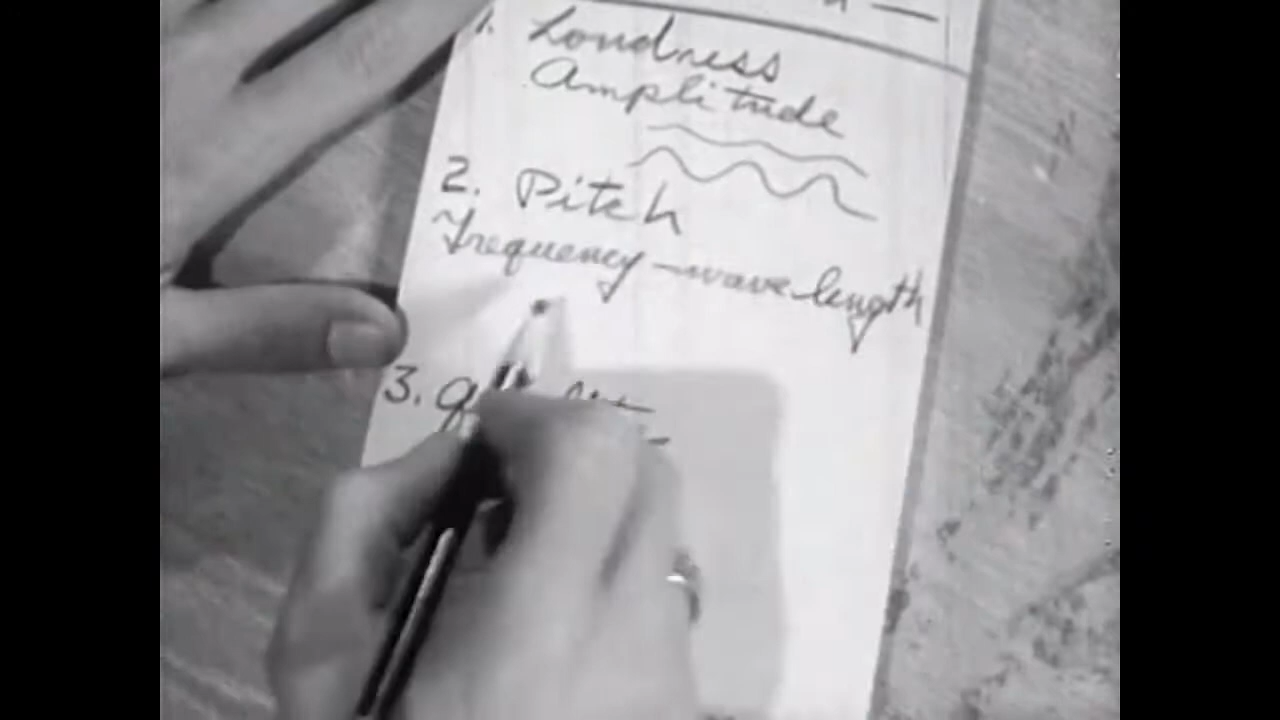 1. Loudness
Amplitude
2. Pitch
Frequency - wave length
3.